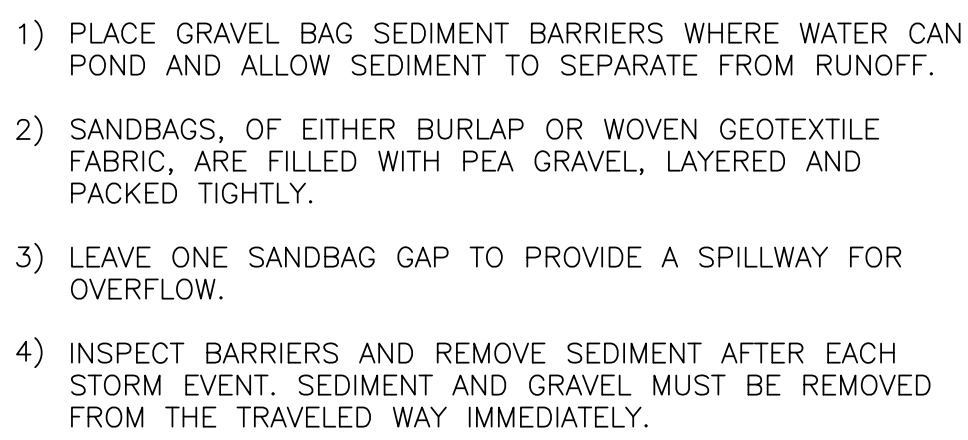 1) PLACE GRAVEL BAG SEDIMENT BARRIERS WHERE WATER CAN
POND AND ALLOW SEDIMENT TO SEPARATE FROM RUNOFF.
2) SANDBAGS, OF EITHER BURLAP OR WOVEN GEOTEXTILE
FABRIC, ARE FILLED WITH PEA GRAVEL, LAYERED AND
PACKED TIGHTLY.
3) LEAVE ONE SANDBAG GAP TO PROVIDE A SPILLWAY FOR
OVERFLOW.
4) INSPECT BARRIERS AND REMOVE SEDIMENT AFTER EACH
STORM EVENT. SEDIMENT AND GRAVEL MUST BE REMOVED
FROM THE TRAVELED WAY IMMEDIATELY.